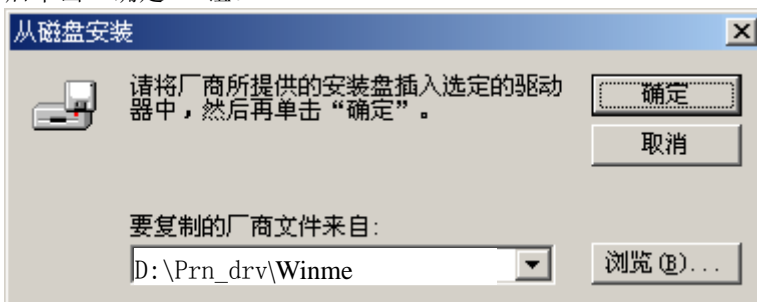 从磁盘安装
请将厂商所提供的安装盘插入选定的驱动
器中，然后再单击“确定”。
确定
取消
要复制的厂商文件来自:
D:\Prn_drv\Winme
浏览(B)...